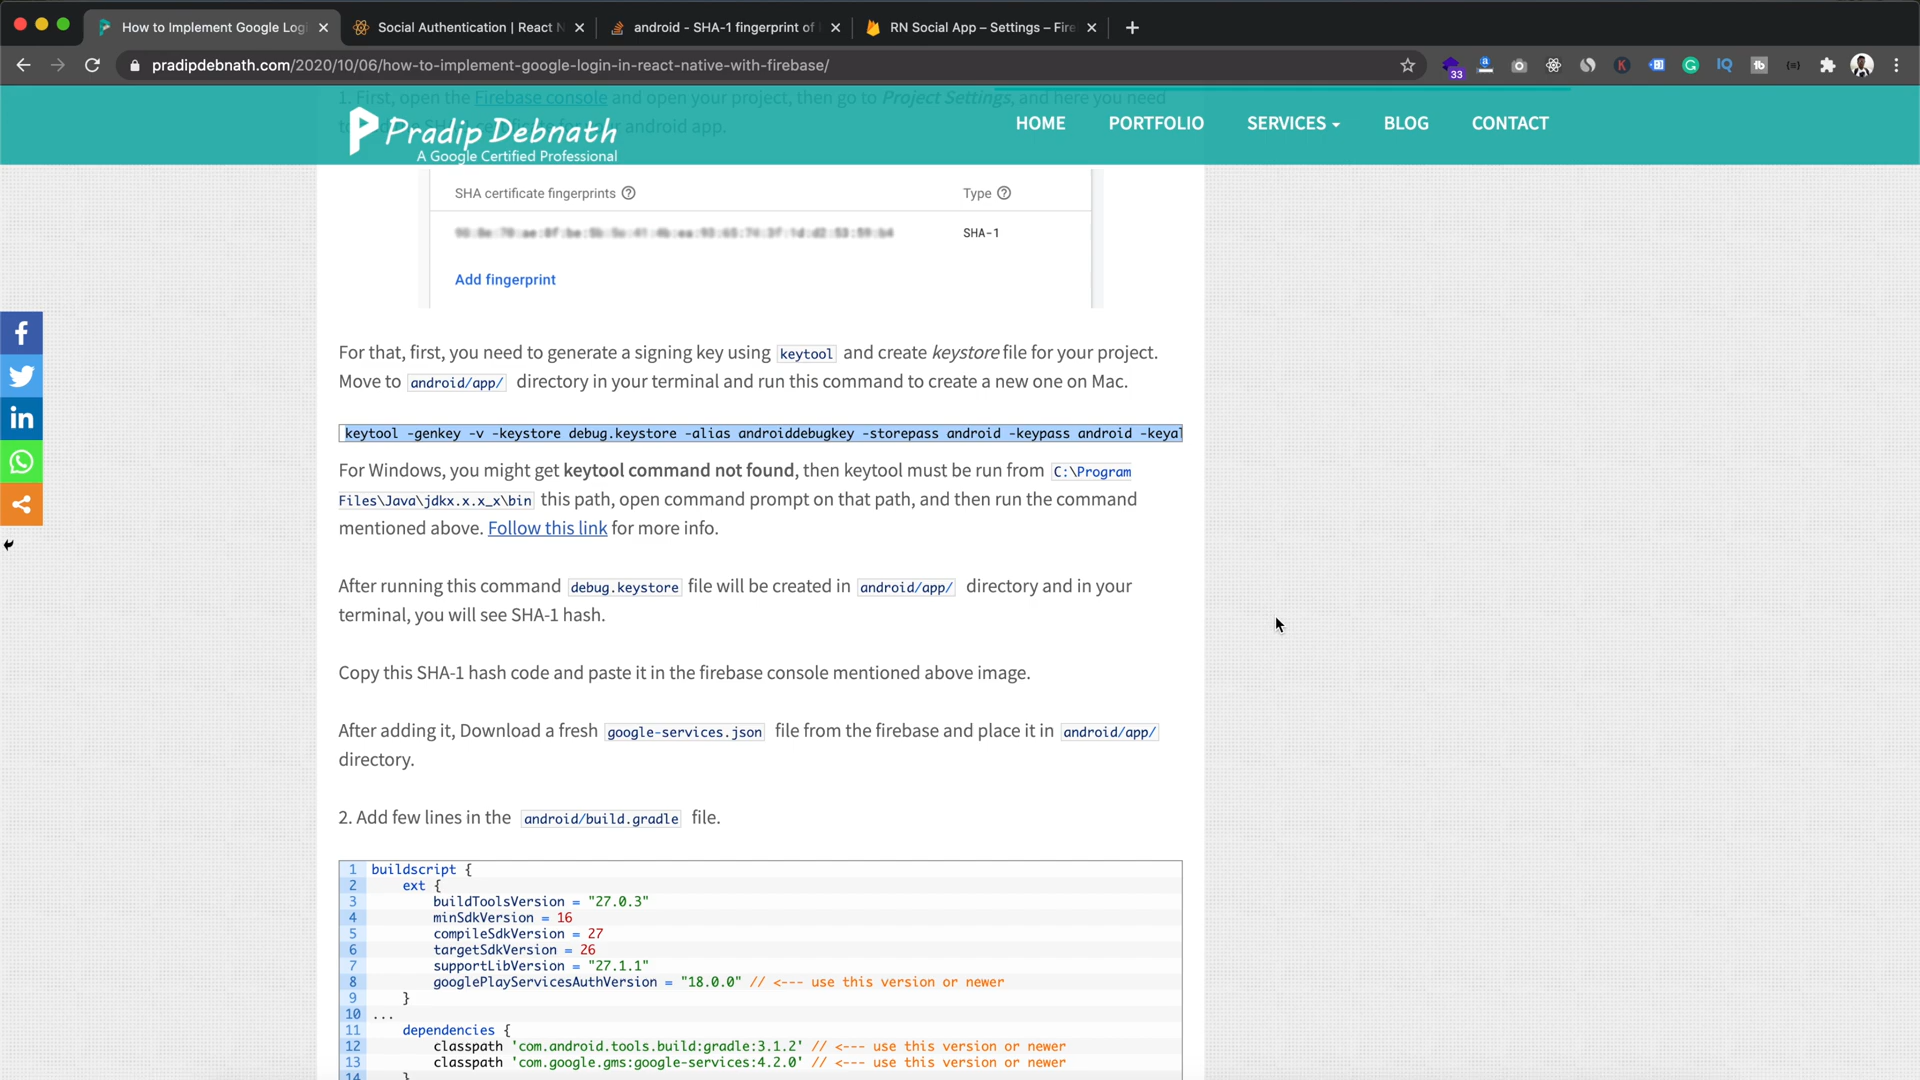 How to Implement Google Logi
Social Authentication | React N
android - SHA-1 fingerprint of
RN Social App – Settings – Fire
pradipdebnath.com/2020/10/06/how-to-implement-google-login-in-react-native-with-firebase/
33
1. First, open the Firebase console and open your project, then go to Project Settings, and here you need
android app.
Pradip Debnath
A Google Certified Professional
HOME
PORTFOLIO
SERVICES
BLOG
CONTACT
SHA certificate fingerprints
Type
SHA-1
Add fingerprint
For that, first, you need to generate a signing key using keytool and create keystore file for your project.
Move to android/app/ directory in your terminal and run this command to create a new one on Mac.
keytool -genkey -v -keystore debug.keystore -alias androiddebugkey -storepass android -keypass android -keyal
For Windows, you might get keytool command not found, then keytool must be run from C:\Program
Files\Java\jdkx.x.x_x\bin this path, open command prompt on that path, and then run the command
mentioned above. Follow this link for more info.
After running this command debug.keystore file will be created in android/app/ directory and in your
terminal, you will see SHA-1 hash.
Copy this SHA-1 hash code and paste it in the firebase console mentioned above image.
After adding it, Download a fresh google-services.json file from the firebase and place it in android/app/
directory.
2. Add few lines in the android/build.gradle file.
1 buildscript {
2 ext {
3 buildToolsVersion = "27.0.3"
4 minSdkVersion = 16
5 compileSdkVersion = 27
6 targetSdkVersion = 26
7 supportLibVersion = "27.1.1"
8 googlePlayServicesAuthVersion = "18.0.0" // <--- use this version or newer
9 }
10 ...
11 dependencies {
12 classpath 'com.android.tools.build:gradle:3.1.2' // <--- use this version or newer
13 classpath 'com.google.gms:google-services:4.2.0' // <--- use this version or newer
14 }